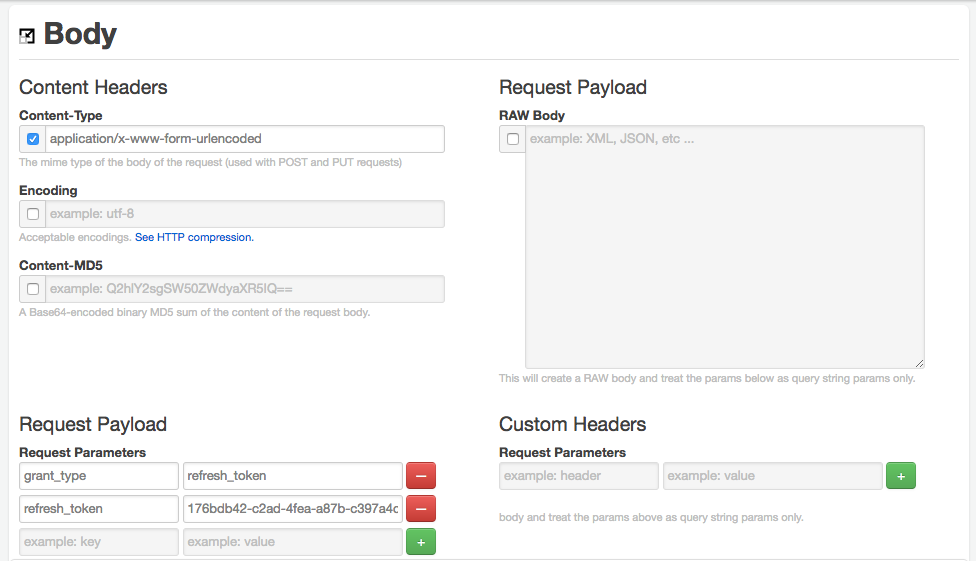 Body
Content Headers
Content-Type
application/x-www-form-urlencoded
The mime type of the body of the request (used with POST and PUT requests)
Encoding
example: utf-8
Acceptable encodings. See HTTP compression.
Content-MD5
example: Q2hlY2sgSW50ZWdyaXR5IQ==
A Base64-encoded binary MD5 sum of the content of the request body.
Request Payload
RAW Body
example: XML, JSON, etc ...
This will create a RAW body and treat the params below as query string params only.
Request Payload
Request Parameters
grant_type refresh_token −
refresh_token 176bdb42-c2ad-4fea-a87b-c397a4c −
example: key example: value +
Custom Headers
Request Parameters
example: header example: value +
body and treat the params above as query string params only.